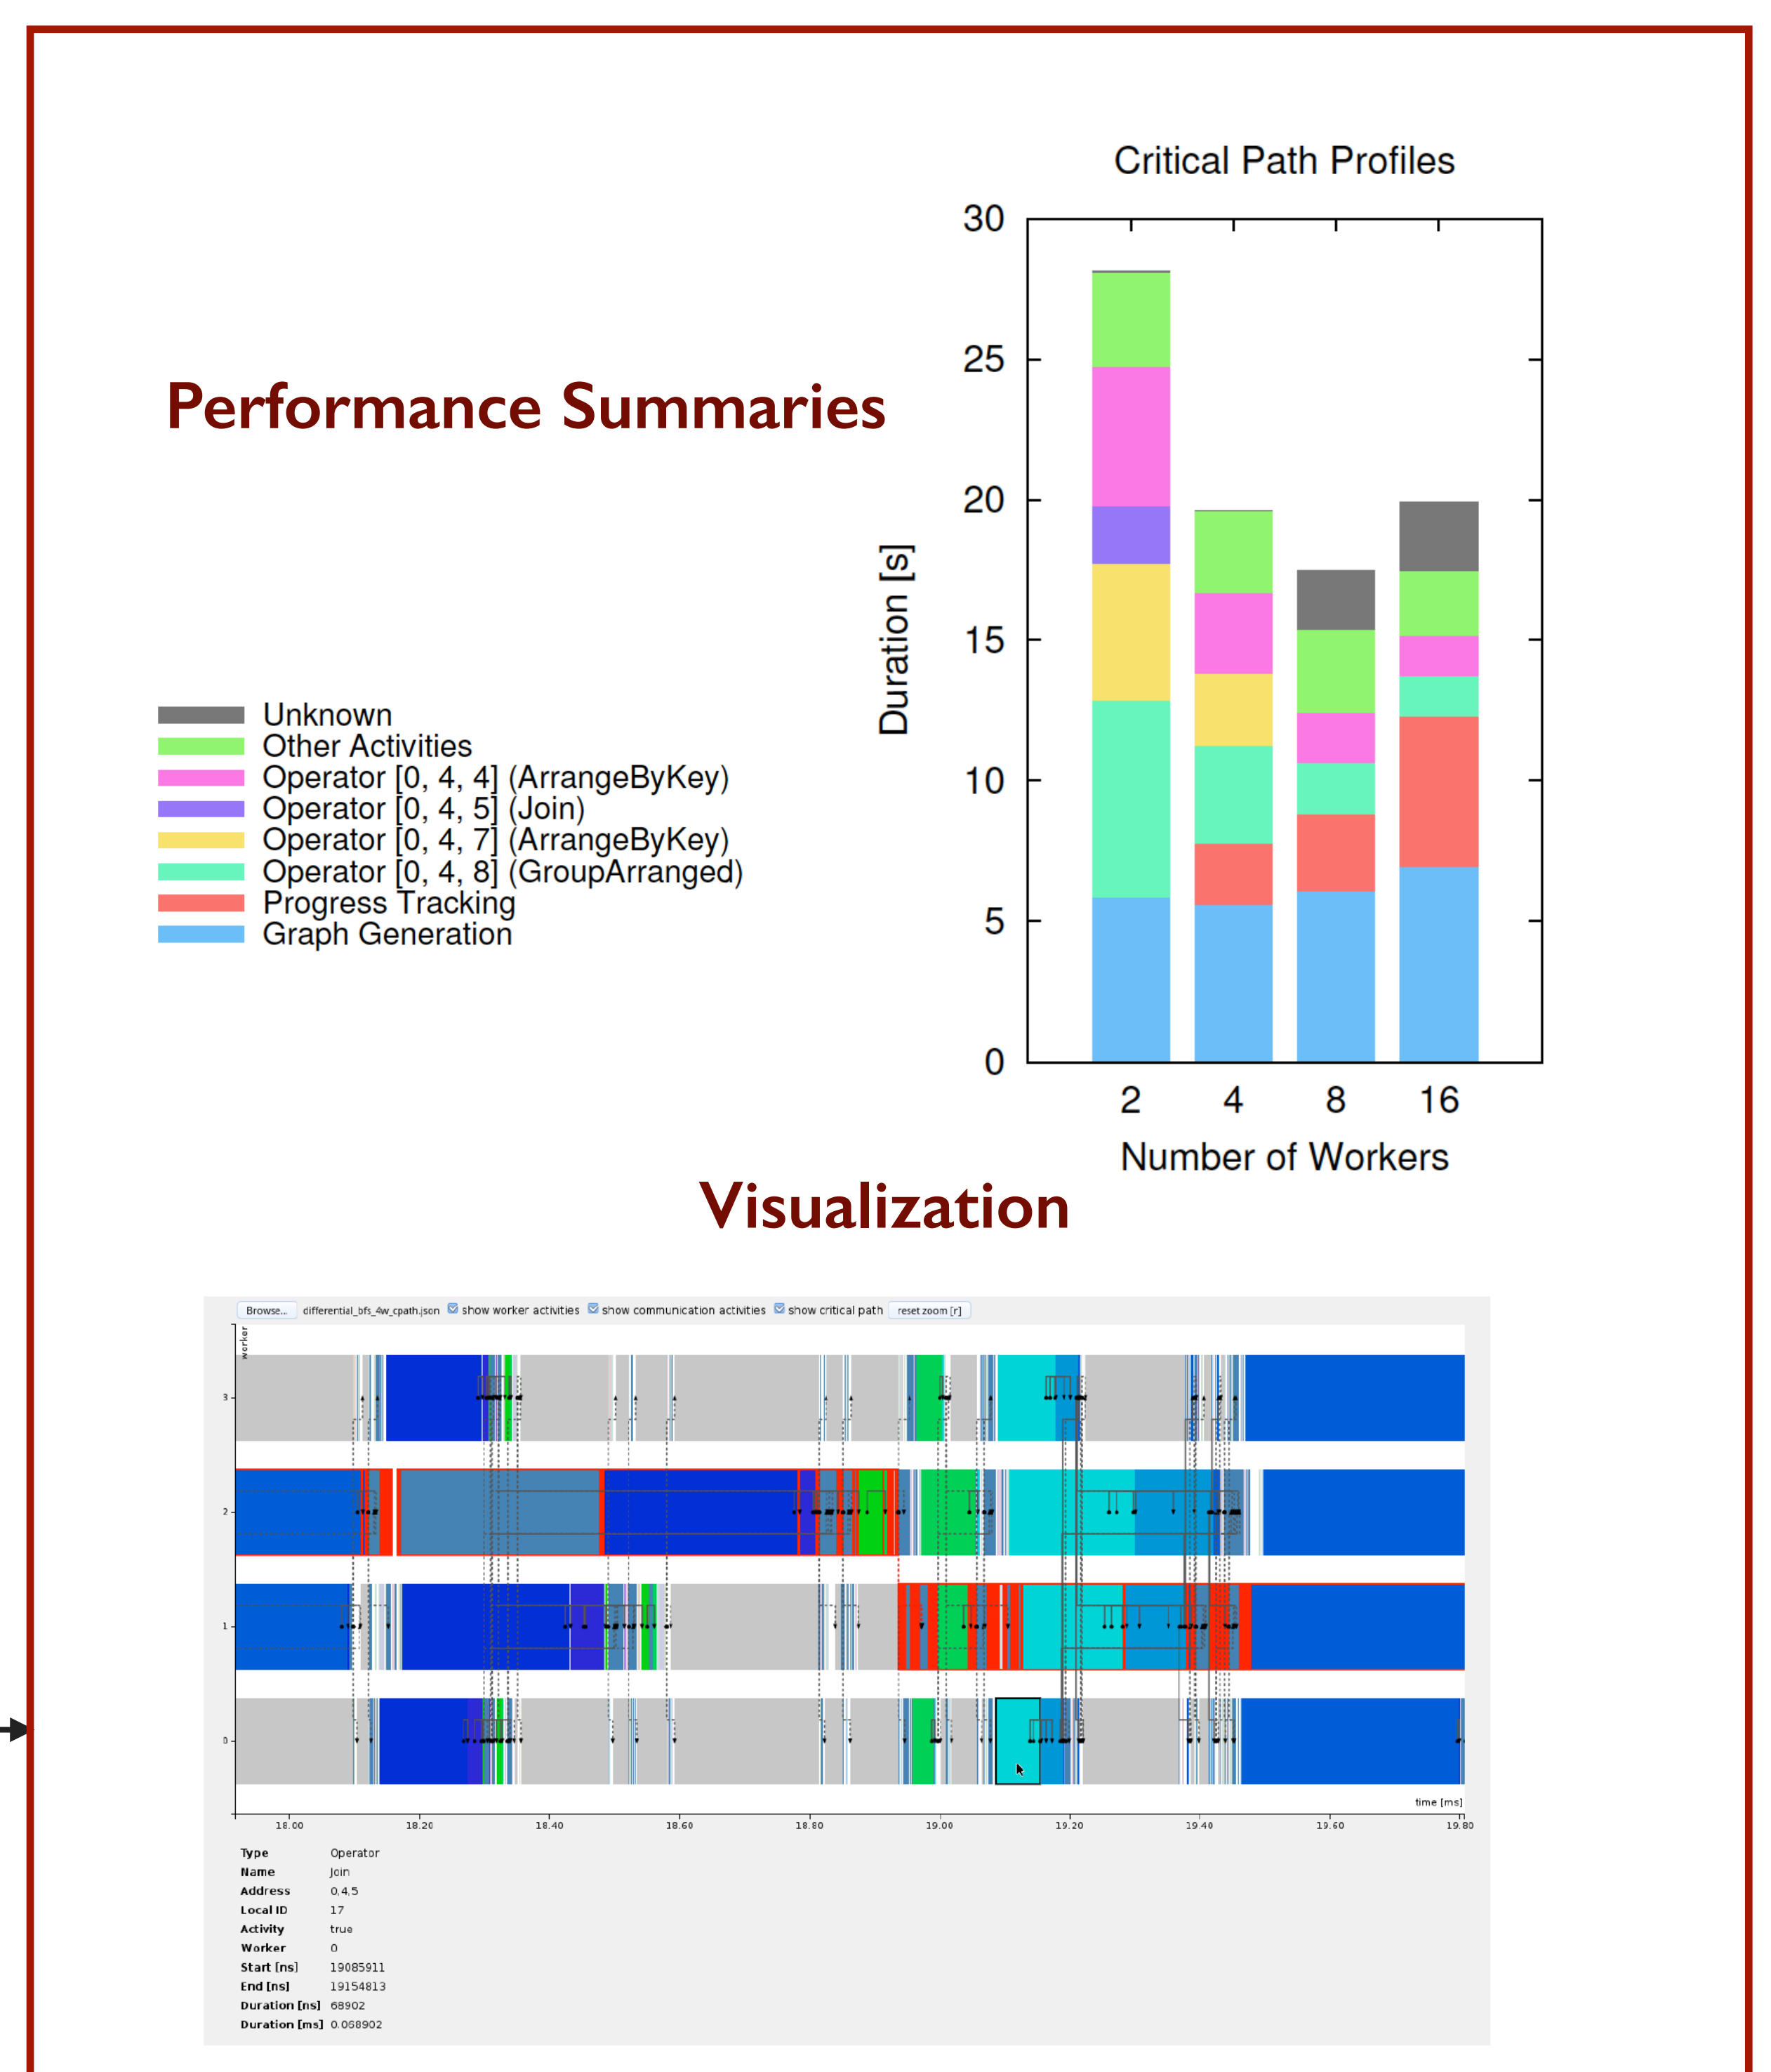 Critical Path Profiles
Performance Summaries
30
25
20
15
10
5
0
Duration [s]
2 4 8 16
Number of Workers
Unknown
Other Activities
Operator [0, 4, 4] (ArrangeByKey)
Operator [0, 4, 5] (Join)
Operator [0, 4, 7] (ArrangeByKey)
Operator [0, 4, 8] (GroupArranged)
Progress Tracking
Graph Generation
Visualization
Browse... differential_bfs_4w_cpath.json show worker activities show communication activities show critical path reset zoom [r]
worker
3
2
1
0
time [ms]
18.00 18.20 18.40 18.60 18.80 19.00 19.20 19.40 19.60 19.80
Type Operator
Name Join
Address 0,4,5
Local ID 17
Activity true
Worker 0
Start [ns] 19085911
End [ns] 19154813
Duration [ns] 68902
Duration [ms] 0.068902